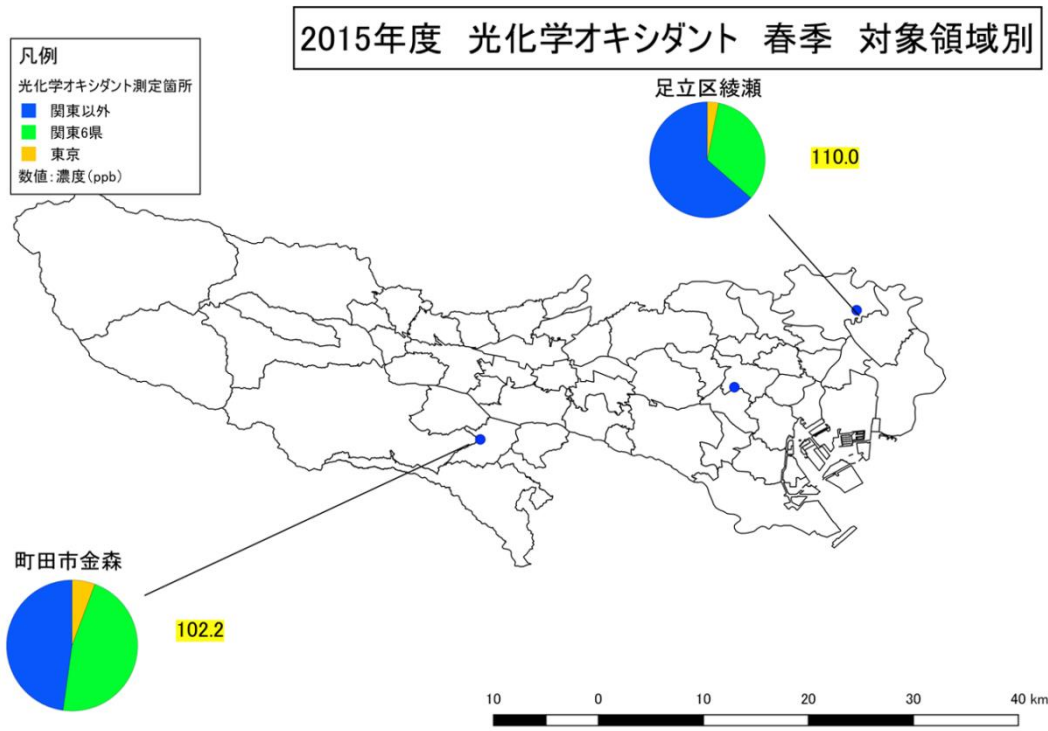 2015年度 光化学オキシダント 春季 対象領域別
凡例
光化学オキシダント測定箇所
関東以外
関東6県
東京
数値：濃度（ppb）
足立区綾瀬
110.0
町田市金森
102.2
10 0 10 20 30 40 km